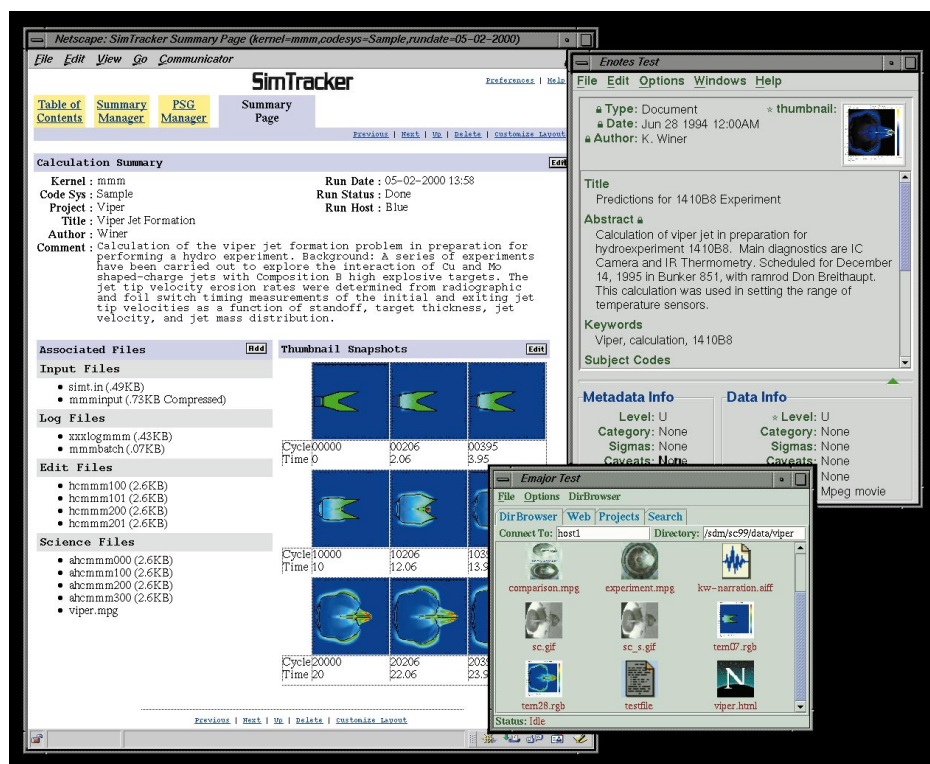 Netscape: SimTracker Summary Page (kernel=mmm,codesys=Sample,rundate=05-02-2000)
File Edit View Go Communicator
SimTracker
Preferences | Help
Table of Contents
Summary Manager
PSG Manager
Summary Page
Previous | Next | Up | Delete | Customize Layout
Calculation Summary
Edit
Kernel : mmm
Code Sys : Sample
Project : Viper
Title : Viper Jet Formation
Author : Winer
Run Date : 05-02-2000 13:58
Run Status : Done
Run Host : Blue
Comment : Calculation of the viper jet formation problem in preparation for
performing a hydro experiment. Background: A series of experiments
have been carried out to explore the interaction of Cu and Mo
shaped-charge jets with Composition B high explosive targets. The
jet tip velocity erosion rates were determined from radiographic
and foil switch timing measurements of the initial and exiting jet
tip velocities as a function of standoff, target thickness, jet
velocity, and jet mass distribution.
Associated Files
Add
Input Files
simt.in (.49KB)
mmminput (.73KB Compressed)
Log Files
xxxlogmmm (.43KB)
mmmbatch (.07KB)
Edit Files
hcmmm100 (2.6KB)
hcmmm101 (2.6KB)
hcmmm200 (2.6KB)
hcmmm201 (2.6KB)
Science Files
ahcmmm000 (2.6KB)
ahcmmm100 (2.6KB)
ahcmmm200 (2.6KB)
ahcmmm300 (2.6KB)
viper.mpg
Thumbnail Snapshots
Edit
Cycle 00000 00206 00395
Time 0 2.06 3.95
Cycle 10000 10206 103
Time 10 12.06 13.9
Cycle 20000 20206 203
Time 20 22.06 23.9
Previous | Next | Up | Delete | Customize Layout
Enotes Test
File Edit Options Windows Help
Type: Document
Date: Jun 28 1994 12:00AM
Author: K. Winer
thumbnail:
Title
Predictions for 1410B8 Experiment
Abstract
Calculation of viper jet in preparation for
hydroexperiment 1410B8. Main diagnostics are IC
Camera and IR Thermometry. Scheduled for December
14, 1995 in Bunker 851, with ramrod Don Breithaupt.
This calculation was used in setting the range of
temperature sensors.
Keywords
Viper, calculation, 1410B8
Subject Codes
Metadata Info
Level: U
Category: None
Sigmas: None
Caveats: None
Data Info
Level: U
Category: None
Sigmas: None
Caveats: None
None
Mpeg movie
Emajor Test
File Options DirBrowser
DirBrowser Web Projects Search
Connect To: host1 Directory: /sdm/sc99/data/viper
comparison.mpg experiment.mpg kw-narration.aiff
sc.gif sc_s.gif tem07.rgb
tem28.rgb testfile viper.html
Status: Idle